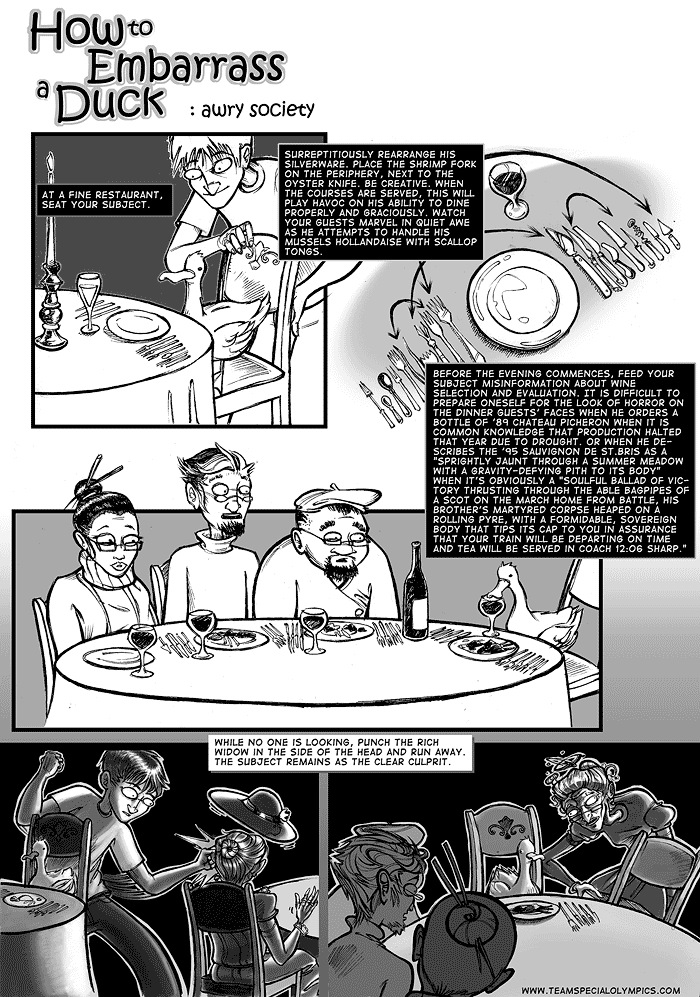 How to
Embarrass
a Duck
: awry society
AT A FINE RESTAURANT,
SEAT YOUR SUBJECT.
SURREPTITIOUSLY REARRANGE HIS
SILVERWARE. PLACE THE SHRIMP FORK
ON THE PERIPHERY, NEXT TO THE
OYSTER KNIFE. BE CREATIVE. WHEN
THE COURSES ARE SERVED, THIS WILL
PLAY HAVOC ON HIS ABILITY TO DINE
PROPERLY AND GRACIOUSLY. WATCH
YOUR GUESTS MARVEL IN QUIET AWE
AS HE ATTEMPTS TO HANDLE HIS
MUSSELS HOLLANDAISE WITH SCALLOP
TONGS.
BEFORE THE EVENING COMMENCES, FEED YOUR
SUBJECT MISINFORMATION ABOUT WINE
SELECTION AND EVALUATION. IT IS DIFFICULT TO
PREPARE ONESELF FOR THE LOOK OF HORROR ON
THE DINNER GUESTS' FACES WHEN HE ORDERS A
BOTTLE OF '89 CHATEAU PICHERON WHEN IT IS
COMMON KNOWLEDGE THAT PRODUCTION HALTED
THAT YEAR DUE TO DROUGHT. OR WHEN HE DE-
SCRIBES THE '95 SAUVIGNON DE ST.BRIS AS A
"SPRIGHTLY JAUNT THROUGH A SUMMER MEADOW
WITH A GRAVITY-DEFYING PITH TO ITS BODY"
WHEN IT'S OBVIOUSLY A "SOULFUL BALLAD OF VIC-
TORY THRUSTING THROUGH THE ABLE BAGPIPES OF
A SCOT ON THE MARCH HOME FROM BATTLE, HIS
BROTHER'S MARTYRED CORPSE HEAPED ON A
ROLLING PYRE, WITH A FORMIDABLE, SOVEREIGN
BODY THAT TIPS ITS CAP TO YOU IN ASSURANCE
THAT YOUR TRAIN WILL BE DEPARTING ON TIME
AND TEA WILL BE SERVED IN COACH 12:06 SHARP."
WHILE NO ONE IS LOOKING, PUNCH THE RICH
WIDOW IN THE SIDE OF THE HEAD AND RUN AWAY.
THE SUBJECT REMAINS AS THE CLEAR CULPRIT.
WWW.TEAMSPECIALOLYMPICS.COM